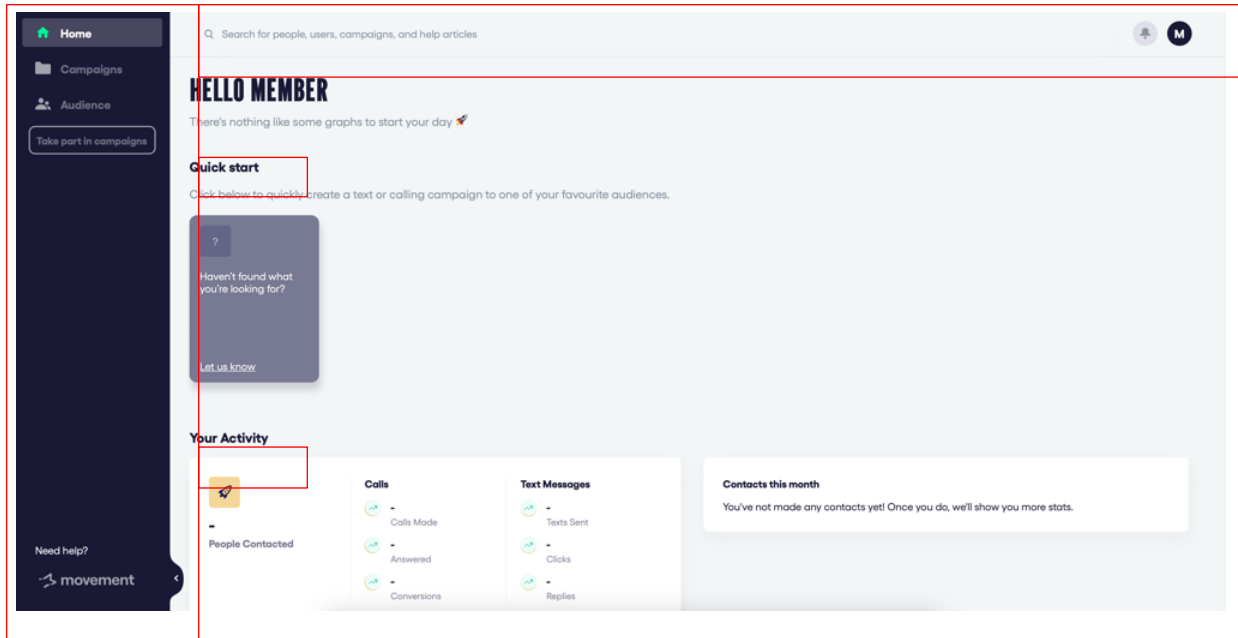 Home
Campaigns
Audience
Take part in campaigns
Need help?
movement
Search for people, users, campaigns, and help articles
M
HELLO MEMBER
There's nothing like some graphs to start your day 🚀
Quick start
Click below to quickly create a text or calling campaign to one of your favourite audiences.
?
Haven't found what
you're looking for?
Let us know
Your Activity
-
People Contacted
Calls
-
Calls Made
-
Answered
-
Conversions
Text Messages
-
Texts Sent
-
Clicks
-
Replies
Contacts this month
You've not made any contacts yet! Once you do, we'll show you more stats.